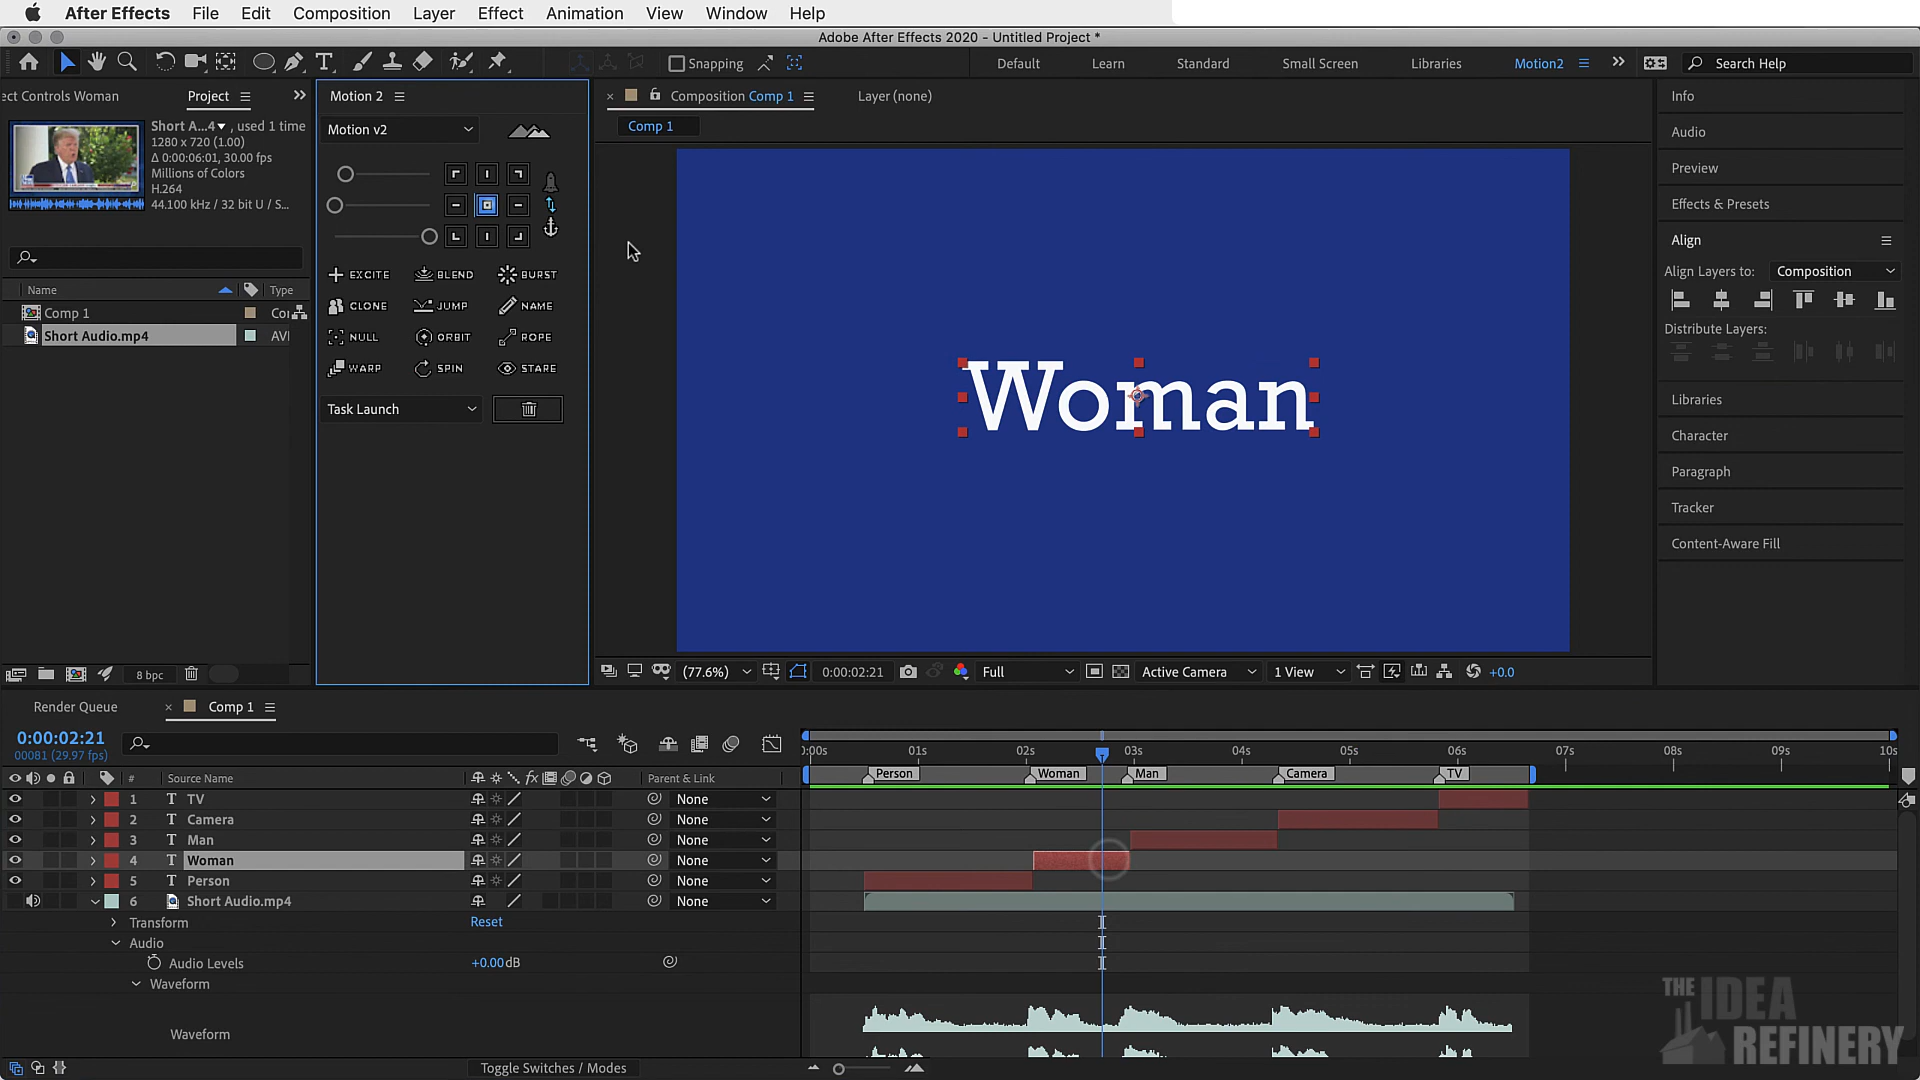 After Effects File Edit Composition Layer Effect Animation View Window Help
Adobe After Effects 2020 - Untitled Project *
Snapping Default Learn Standard Small Screen Libraries Motion2 Search Help
ect Controls Woman Project
Short A...4, used 1 time
1280 x 720 (1.00)
Δ 0:00:06:01, 30.00 fps
Millions of Colors
H.264
44.100 kHz / 32 bit U / S...
Name Type
Comp 1 Co
Short Audio.mp4 AVI
8 bpc
Motion 2
Motion v2
EXCITE BLEND BURST
CLONE JUMP NAME
NULL ORBIT ROPE
WARP SPIN STARE
Task Launch
Composition Comp 1 Layer (none)
Comp 1
Woman
(77.6%) 0:00:02:21 Full Active Camera 1 View +0.0
Info
Audio
Preview
Effects & Presets
Align
Align Layers to: Composition
Distribute Layers:
Libraries
Character
Paragraph
Tracker
Content-Aware Fill
Render Queue Comp 1
0:00:02:21
00081 (29.97 fps)
# Source Name fx Parent & Link
1 T TV None
2 T Camera None
3 T Man None
4 T Woman None
5 T Person None
6 Short Audio.mp4 None
Transform Reset
Audio
Audio Levels +0.00dB
Waveform
Waveform
Toggle Switches / Modes
:00s 01s 02s 03s 04s 05s 06s 07s 08s 09s 10s
Person Woman Man Camera TV
THE IDEA
REFINERY